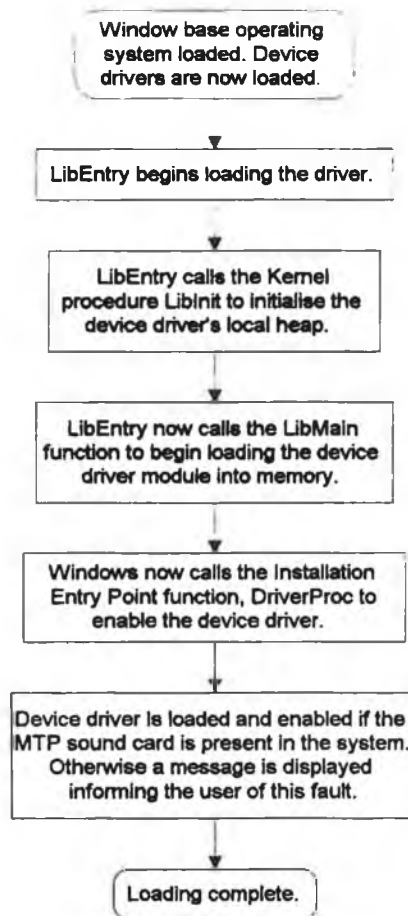 Window base operating
system loaded. Device
drivers are now loaded.
LibEntry begins loading the driver.
LibEntry calls the Kernel
procedure LibInit to initialise the
device driver's local heap.
LibEntry now calls the LibMain
function to begin loading the device
driver module into memory.
Windows now calls the Installation
Entry Point function, DriverProc to
enable the device driver.
Device driver is loaded and enabled if the
MTP sound card is present in the system.
Otherwise a message is displayed
informing the user of this fault.
Loading complete.